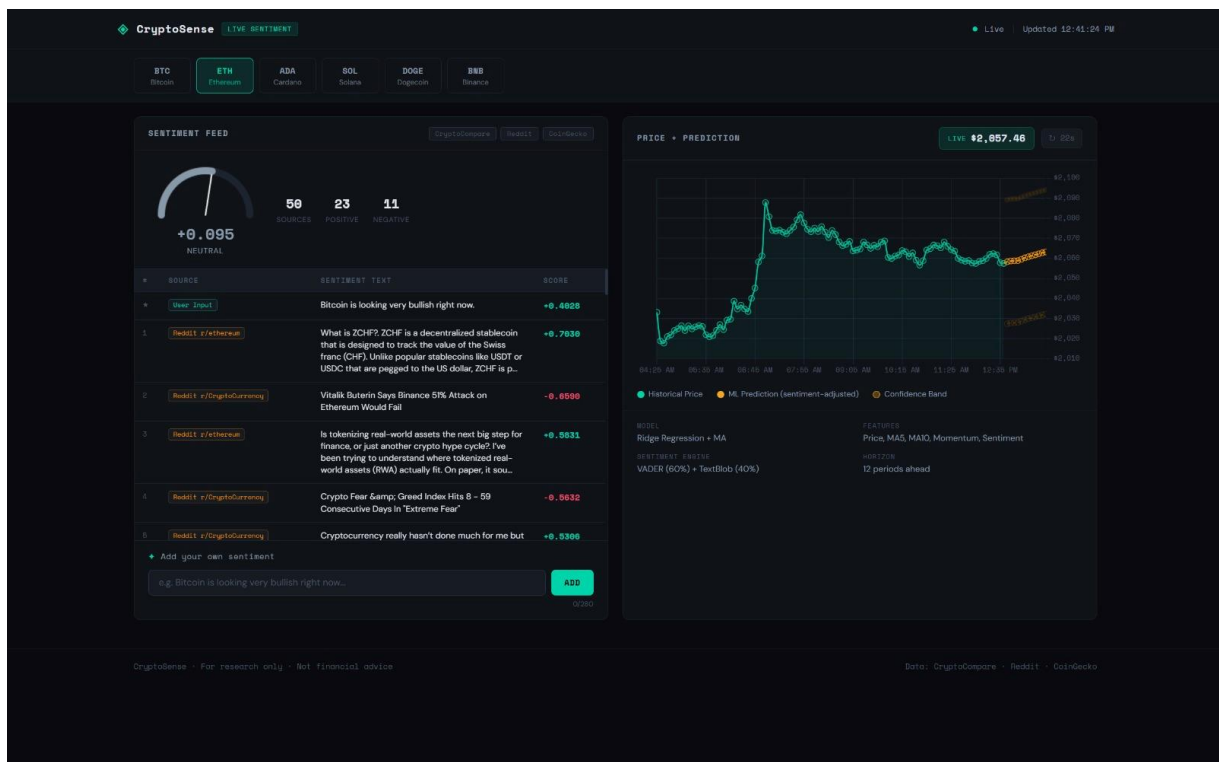 CryptoSense LIVE SENTIMENT
Live Updated 12:41:24 PM
BTC ETH ADA SOL DOGE BNB
Bitcoin Ethereum Cardano Solana Dogecoin Binance
SENTIMENT FEED CryptoCompare Reddit CoinGecko
50 23 11
SOURCES POSITIVE NEGATIVE
+0.095
NEUTRAL
# SOURCE SENTIMENT TEXT SCORE
User Input Bitcoin is looking very bullish right now. +0.4028
1 Reddit r/ethereum What is ZCHF?. ZCHF is a decentralized stablecoin +0.7030
that is designed to track the value of the Swiss
franc (CHF). Unlike popular stablecoins like USDT or
USDC that are pegged to the US dollar, ZCHF is p...
2 Reddit r/CryptoCurrency Vitalik Buterin Says Binance 51% Attack on -0.6590
Ethereum Would Fail
3 Reddit r/ethereum Is tokenizing real-world assets the next big step for +0.5831
finance, or just another crypto hype cycle?. I've
been trying to understand where tokenized real-
world assets (RWA) actually fit. On paper, it sou...
4 Reddit r/CryptoCurrency Crypto Fear &amp; Greed Index Hits 8 - 59 -0.5632
Consecutive Days In "Extreme Fear"
5 Reddit r/CryptoCurrency Cryptocurrency really hasn't done much for me but +0.5306
Add your own sentiment
e.g. Bitcoin is looking very bullish right now...
ADD
0/280
PRICE + PREDICTION LIVE $2,057.46 ↻ 22s
$2,100
$2,090
$2,080
$2,070
$2,060
$2,050
$2,040
$2,030
$2,020
$2,010
04:25 AM 05:35 AM 06:45 AM 07:55 AM 09:05 AM 10:15 AM 11:25 AM 12:35 PM
Historical Price ML Prediction (sentiment-adjusted) Confidence Band
MODEL FEATURES
Ridge Regression + MA Price, MA5, MA10, Momentum, Sentiment
SENTIMENT ENGINE HORIZON
VADER (60%) + TextBlob (40%) 12 periods ahead
CryptoSense · For research only · Not financial advice
Data: CryptoCompare · Reddit · CoinGecko